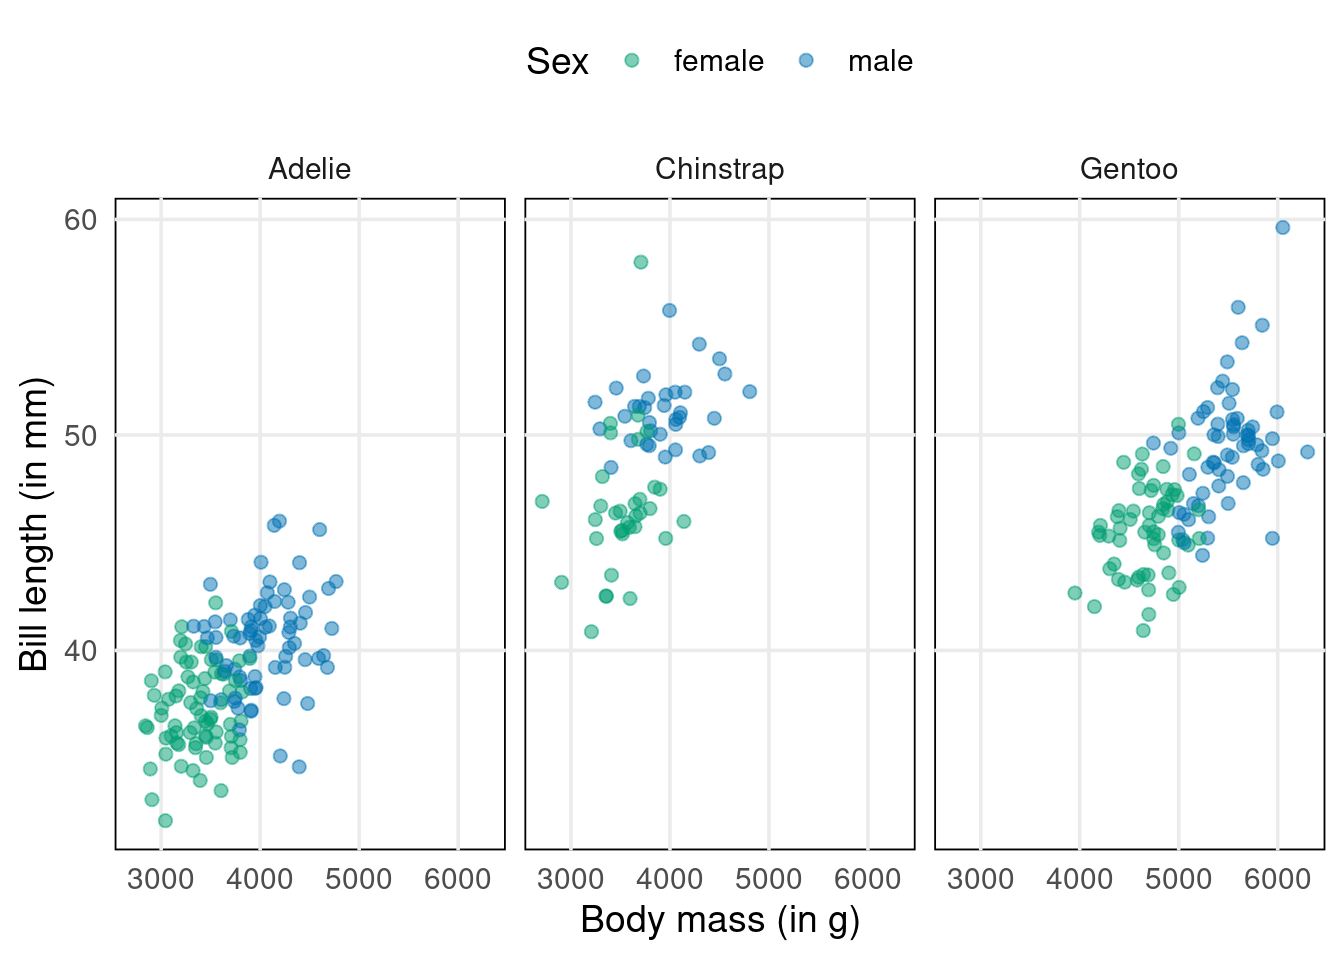 Sex female male
Adelie Chinstrap Gentoo
60
50
40
Bill length (in mm)
3000 4000 5000 6000 3000 4000 5000 6000 3000 4000 5000 6000
Body mass (in g)